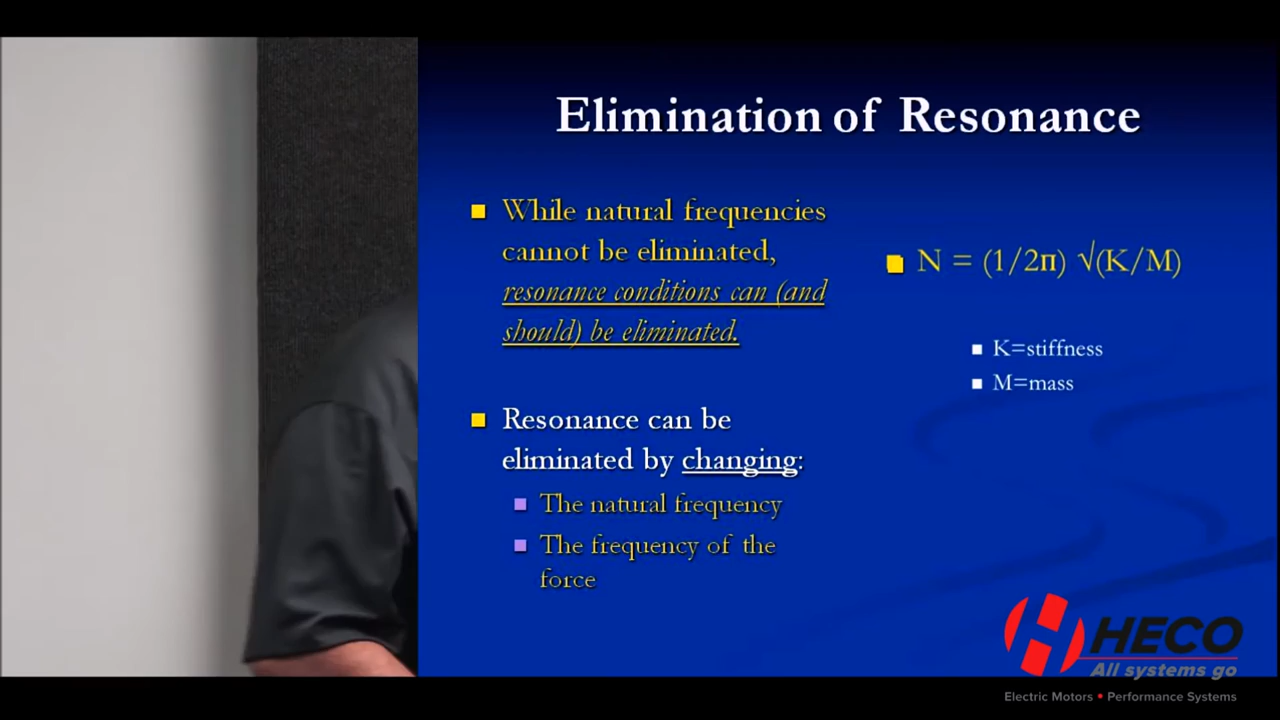 Elimination of Resonance
While natural frequencies
cannot be eliminated,
resonance conditions can (and
should) be eliminated.
Resonance can be
eliminated by changing:
The natural frequency
The frequency of the
force
N = (1/2π) √(K/M)
K=stiffness
M=mass
HECO
All systems go
Electric Motors • Performance Systems